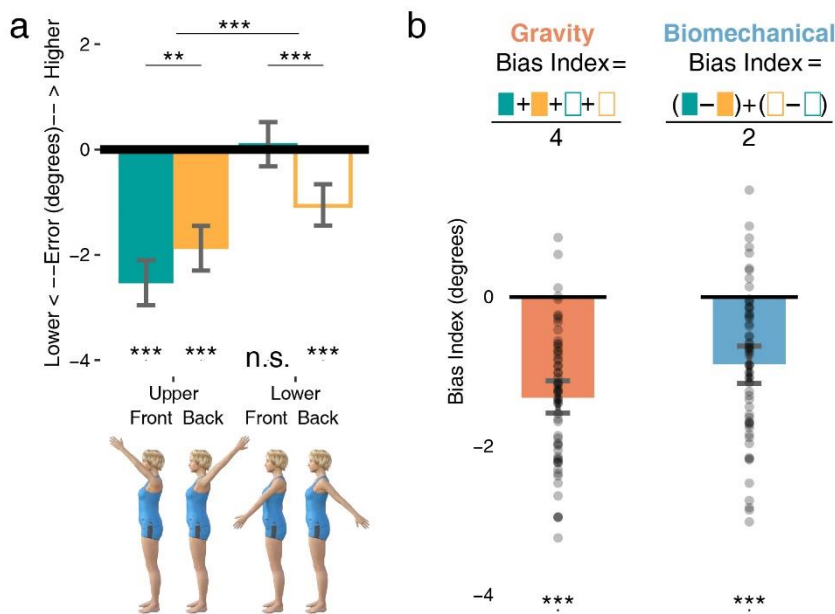 a
***
** ***
2
0
−2
−4
Lower < −−Error (degrees)−− > Higher
*** *** n.s. ***
Upper Lower
Front Back Front Back
b
Gravity
Bias Index =
+ + +
4
Biomechanical
Bias Index =
( − )+( − )
2
Bias Index (degrees)
0
−2
−4
*** ***